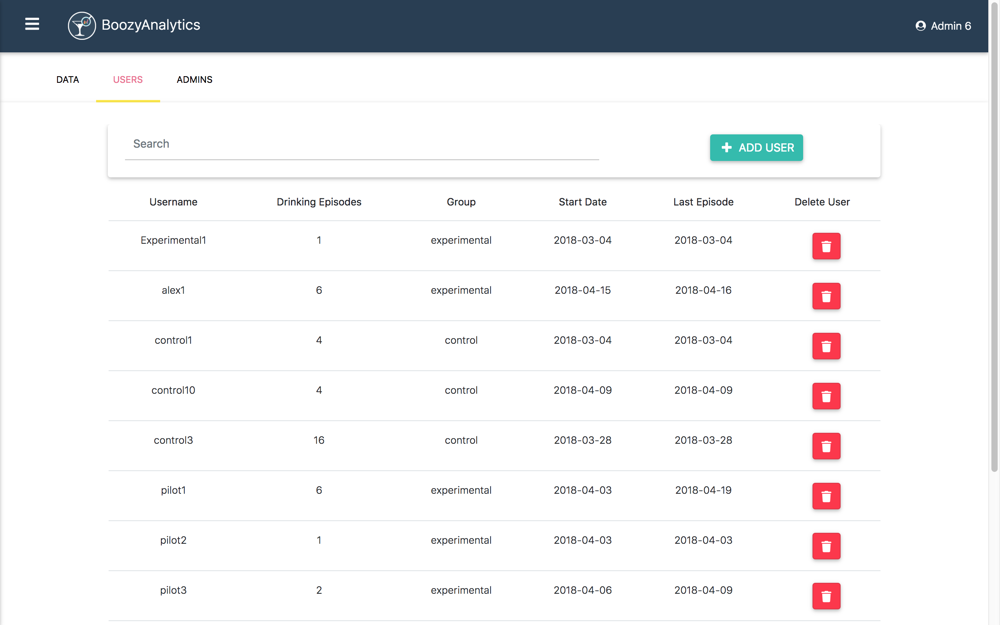 BoozyAnalytics
Admin 6
DATA USERS ADMINS
Search
ADD USER
Username Drinking Episodes Group Start Date Last Episode Delete User
Experimental1 1 experimental 2018-03-04 2018-03-04
alex1 6 experimental 2018-04-15 2018-04-16
control1 4 control 2018-03-04 2018-03-04
control10 4 control 2018-04-09 2018-04-09
control3 16 control 2018-03-28 2018-03-28
pilot1 6 experimental 2018-04-03 2018-04-19
pilot2 1 experimental 2018-04-03 2018-04-03
pilot3 2 experimental 2018-04-06 2018-04-09